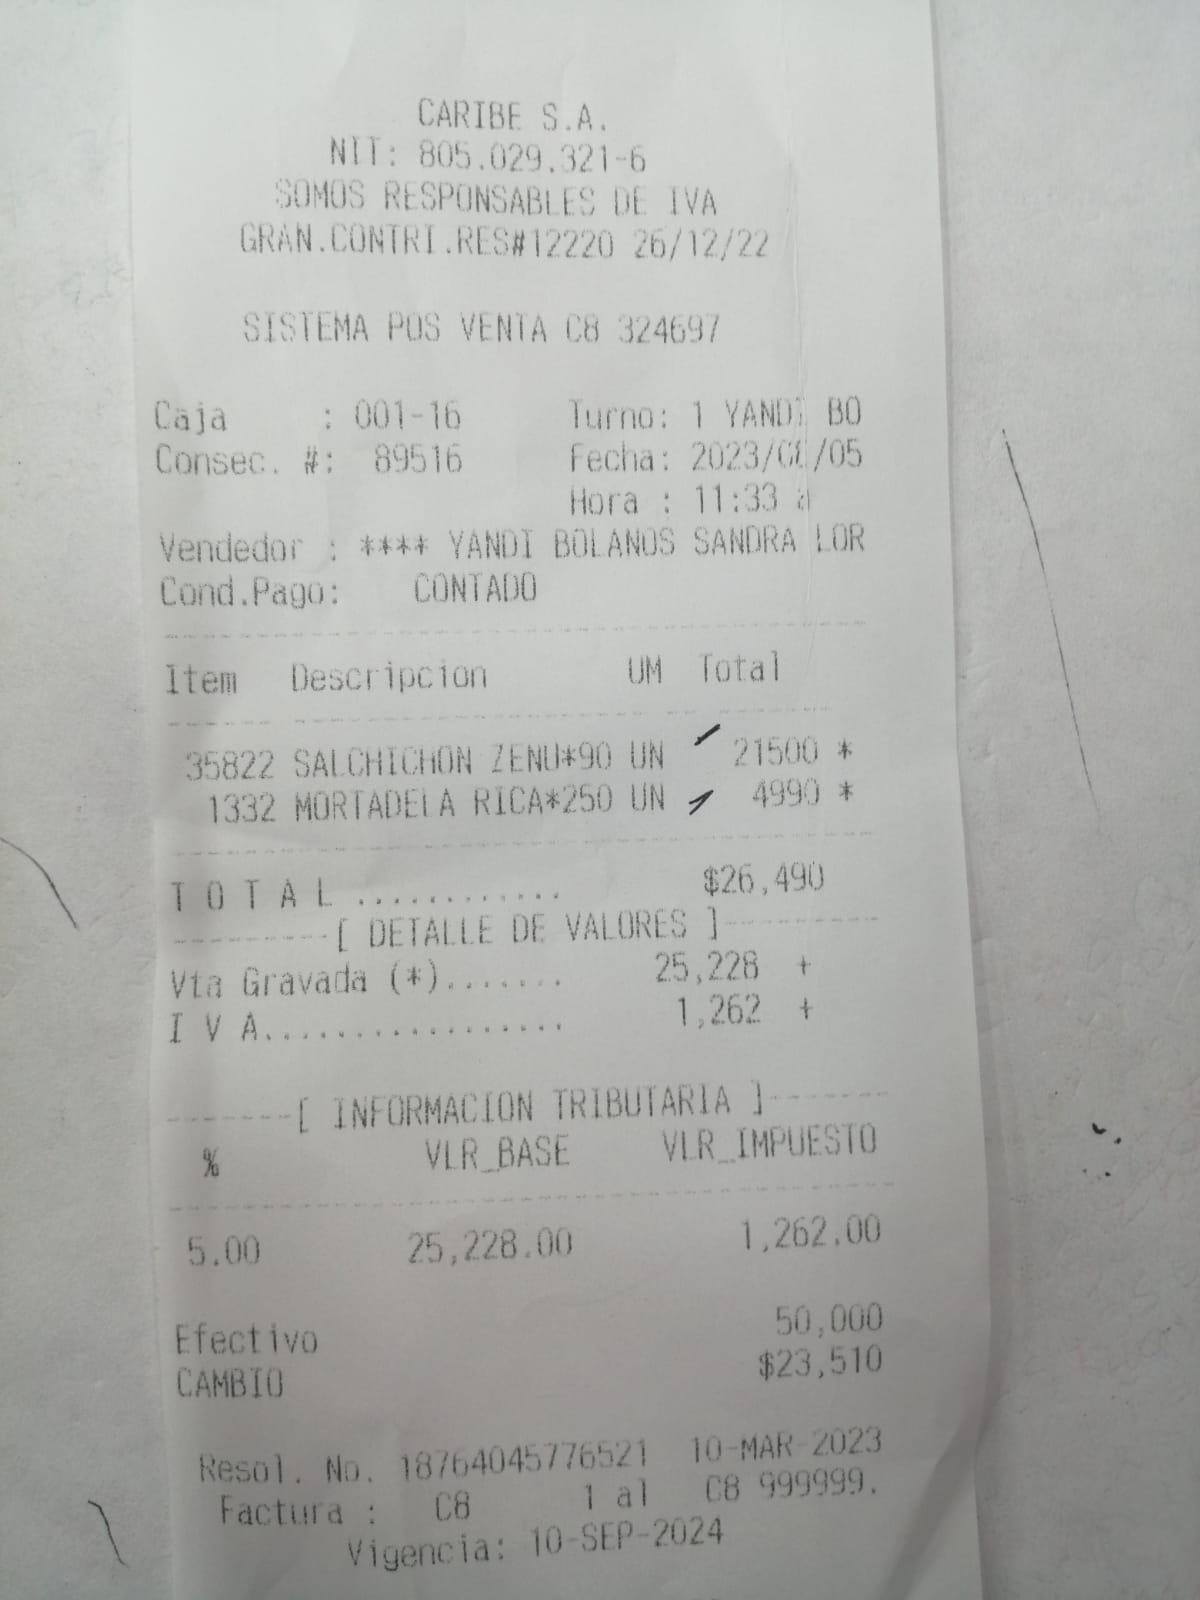 CARIBE S.A.
NIT: 805.029.321-6
SOMOS RESPONSABLES DE IVA
GRAN.CONTRI.RES#12220 26/12/22
SISTEMA POS VENTA C8 324697
Caja : 001-16 Turno: 1 YANDI BO
Consec. #: 89516 Fecha: 2023/08/05
Hora : 11:33 a
Vendedor : **** YANDI BOLANOS SANDRA LOR
Cond.Pago: CONTADO
Item Descripcion UM Total
35822 SALCHICHON ZENU*90 UN 21500 *
1332 MORTADELA RICA*250 UN 4990 *
T O T A L ............ $26,490
---------[ DETALLE DE VALORES ]---------
Vta Gravada (*)....... 25,228 +
I V A................. 1,262 +
-------[ INFORMACION TRIBUTARIA ]-------
% VLR_BASE VLR_IMPUESTO
5.00 25,228.00 1,262.00
Efectivo 50,000
CAMBIO $23,510
Resol. No. 18764045776521 10-MAR-2023
Factura : C8 1 al C8 999999.
Vigencia: 10-SEP-2024